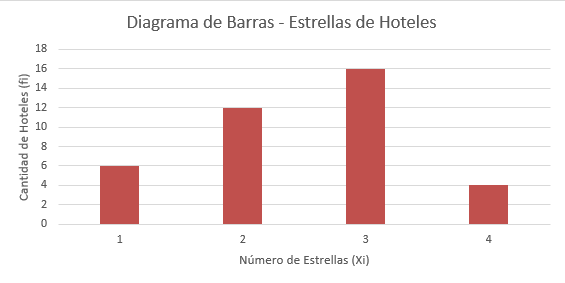 Diagrama de Barras - Estrellas de Hoteles
Cantidad de Hoteles (fi)
18
16
14
12
10
8
6
4
2
0
1 2 3 4
Número de Estrellas (Xi)